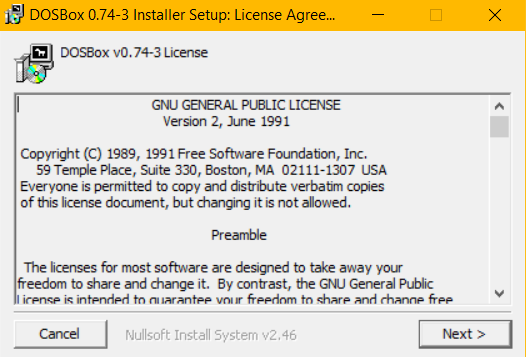 DOSBox 0.74-3 Installer Setup: License Agree...
DOSBox v0.74-3 License
GNU GENERAL PUBLIC LICENSE
Version 2, June 1991
Copyright (C) 1989, 1991 Free Software Foundation, Inc.
59 Temple Place, Suite 330, Boston, MA 02111-1307 USA
Everyone is permitted to copy and distribute verbatim copies
of this license document, but changing it is not allowed.
Preamble
The licenses for most software are designed to take away your
freedom to share and change it. By contrast, the GNU General Public
License is intended to guarantee your freedom to share and change free
Cancel
Nullsoft Install System v2.46
Next >